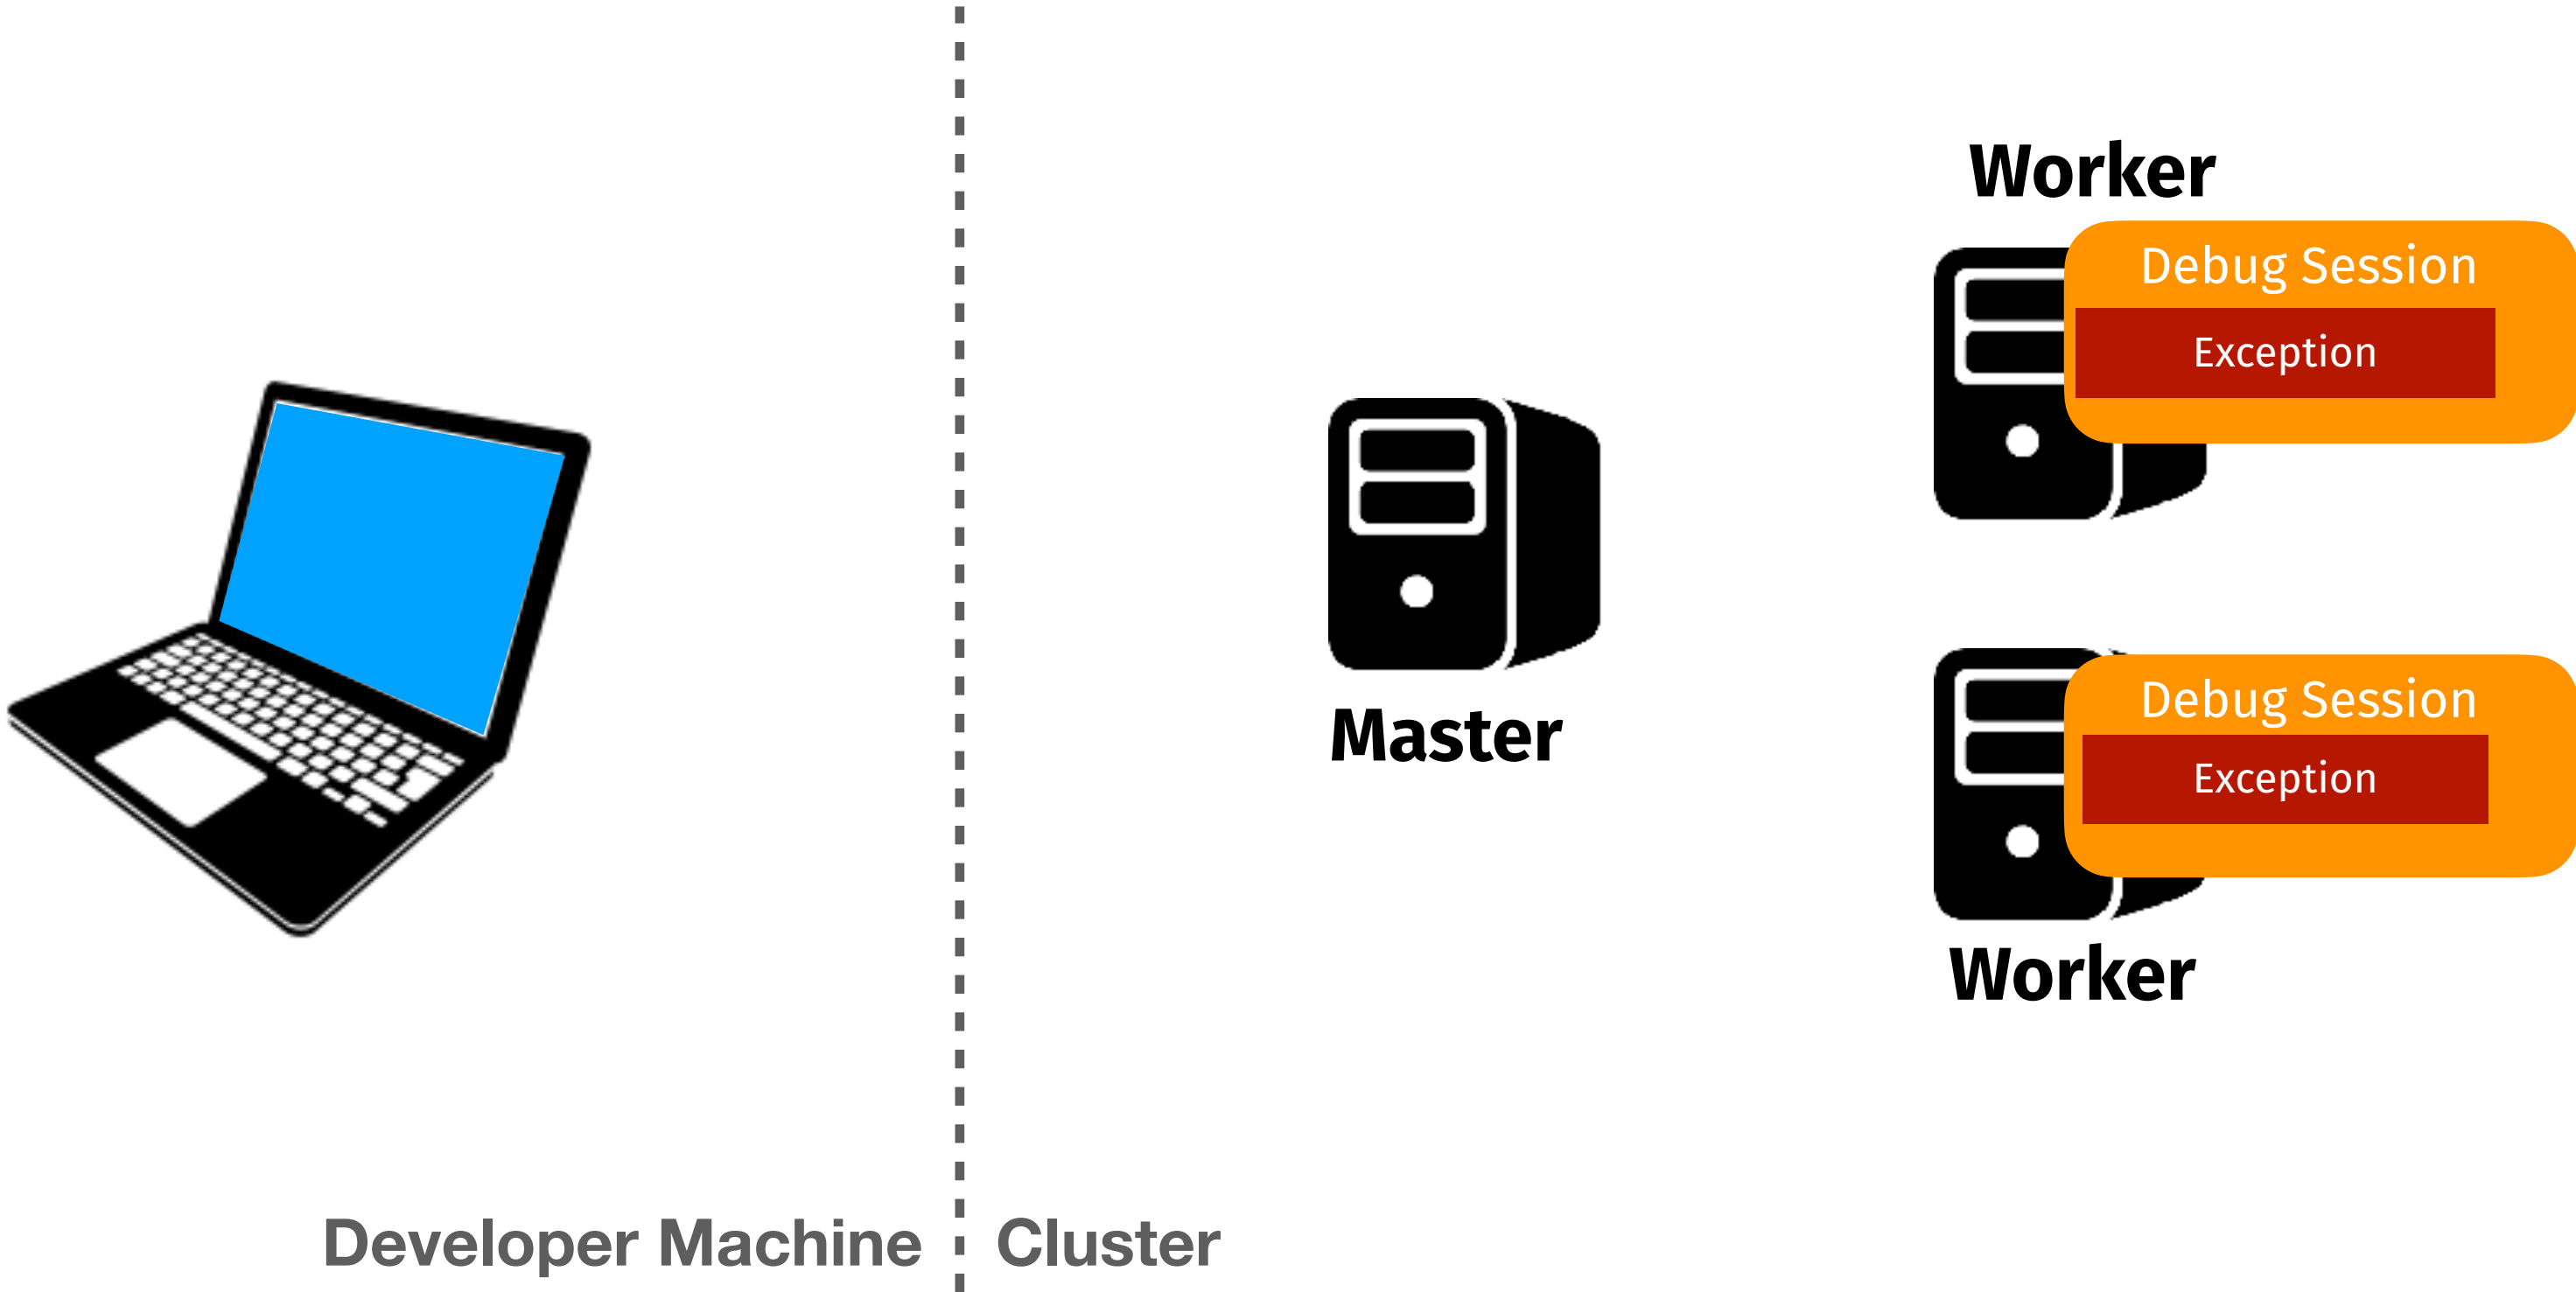 Worker
Debug Session
Exception
Master
Debug Session
Exception
Worker
Developer Machine
Cluster